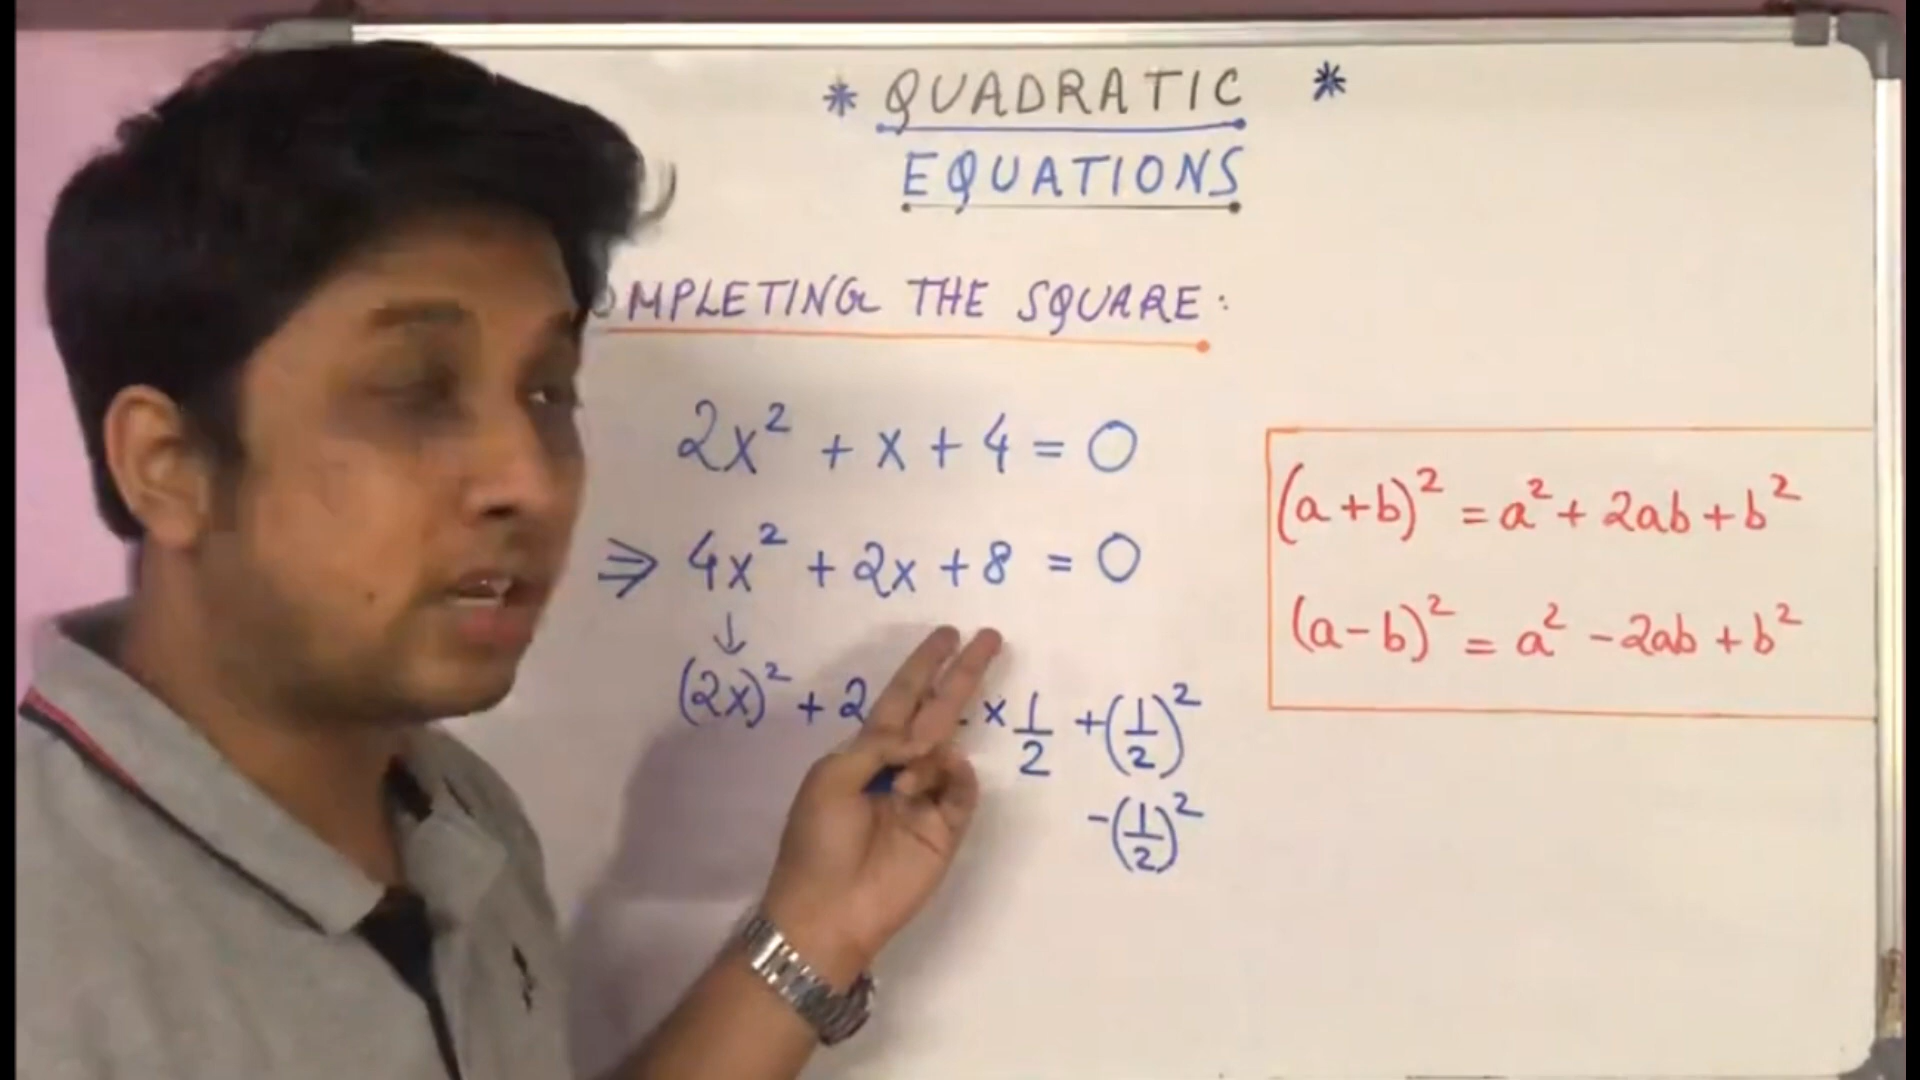 * QUADRATIC *
EQUATIONS
OMPLETING THE SQUARE:
2x² + x + 4 = 0
⇒ 4x² + 2x + 8 = 0
↓
(2x)² + 2 × 1/2 + (1/2)²
- (1/2)²
(a + b)² = a² + 2ab + b²
(a - b)² = a² - 2ab + b²